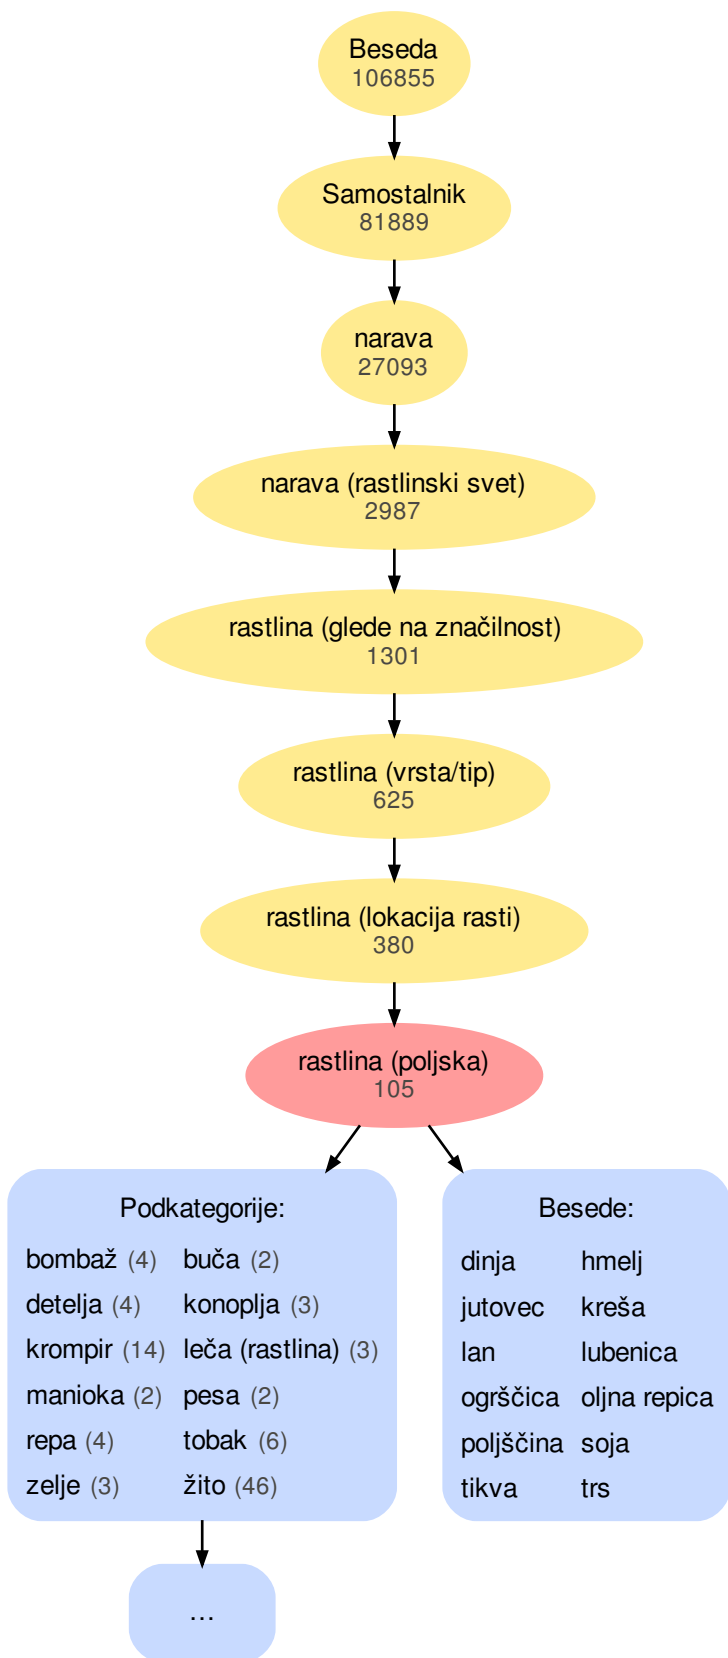 Beseda
106855
Samostalnik
81889
narava
27093
narava (rastlinski svet)
2987
rastlina (glede na značilnost)
1301
rastlina (vrsta/tip)
625
rastlina (lokacija rasti)
380
rastlina (poljska)
105
Podkategorije:
bombaž (4) buča (2)
detelja (4) konoplja (3)
krompir (14) leča (rastlina) (3)
manioka (2) pesa (2)
repa (4) tobak (6)
zelje (3) žito (46)
Besede:
dinja hmelj
jutovec kreša
lan lubenica
ogrščica oljna repica
poljščina soja
tikva trs
...